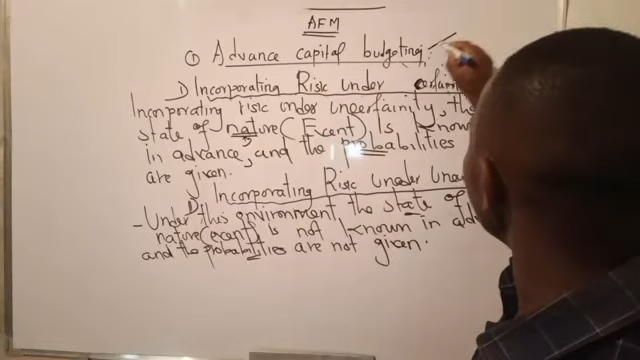 AFM
① Advance capital budgeting
1) Incorporating Risk under
Incorporating risk under uncertainity, the
state of nature (Event) Is known
in advance, and the probabilities
are given.
Incorporating Risk Under
- Under this environment the state of
nature (event) is not known in
and the probabilities are not given.